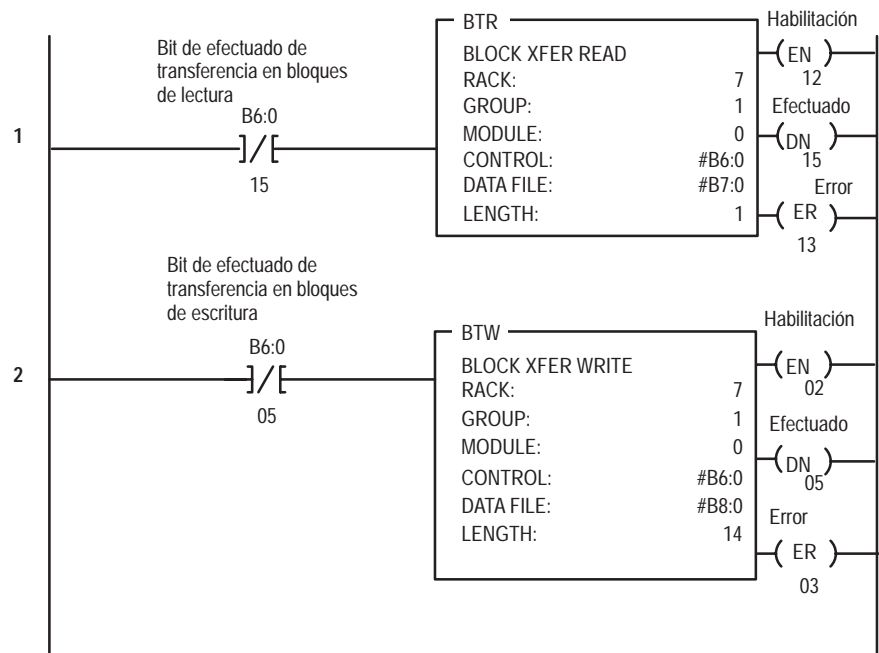 BTR
Habilitación
Bit de efectuado de
transferencia en bloques
de lectura
BLOCK XFER READ
EN
12
RACK: 7
B6:0
GROUP: 1
Efectuado
1
MODULE: 0
DN
15
]/[
CONTROL: #B6:0
DATA FILE: #B7:0
Error
15
LENGTH: 1
ER
13
Bit de efectuado de
transferencia en bloques
de escritura
BTW
Habilitación
B6:0
BLOCK XFER WRITE
EN
02
2
RACK: 7
]/[
GROUP: 1
Efectuado
05
MODULE: 0
DN
05
CONTROL: #B6:0
DATA FILE: #B8:0
Error
LENGTH: 14
ER
03